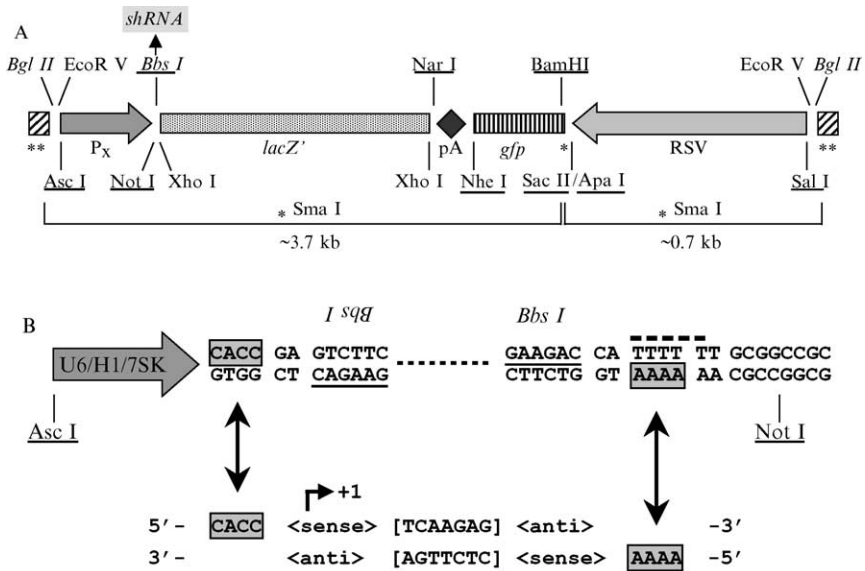 shRNA
A
Bgl II EcoR V Bbs I Nar I BamHI EcoR V Bgl II
** PX lacZ' pA gfp * RSV **
Asc I Not I Xho I Xho I Nhe I Sac II/Apa I Sal I
* Sma I * Sma I
~3.7 kb ~0.7 kb
B
Bbs I Bbs I
U6/H1/7SK CACC GA GTCTTC GAAGAC CA TTTT TT GCGGCCGC
GTGG CT CAGAAG CTTCTG GT AAAA AA CGCCGGCG
Asc I Not I
+1
5'- CACC <sense> [TCAAGAG] <anti> -3'
3'- <anti> [AGTTCTC] <sense> AAAA -5'